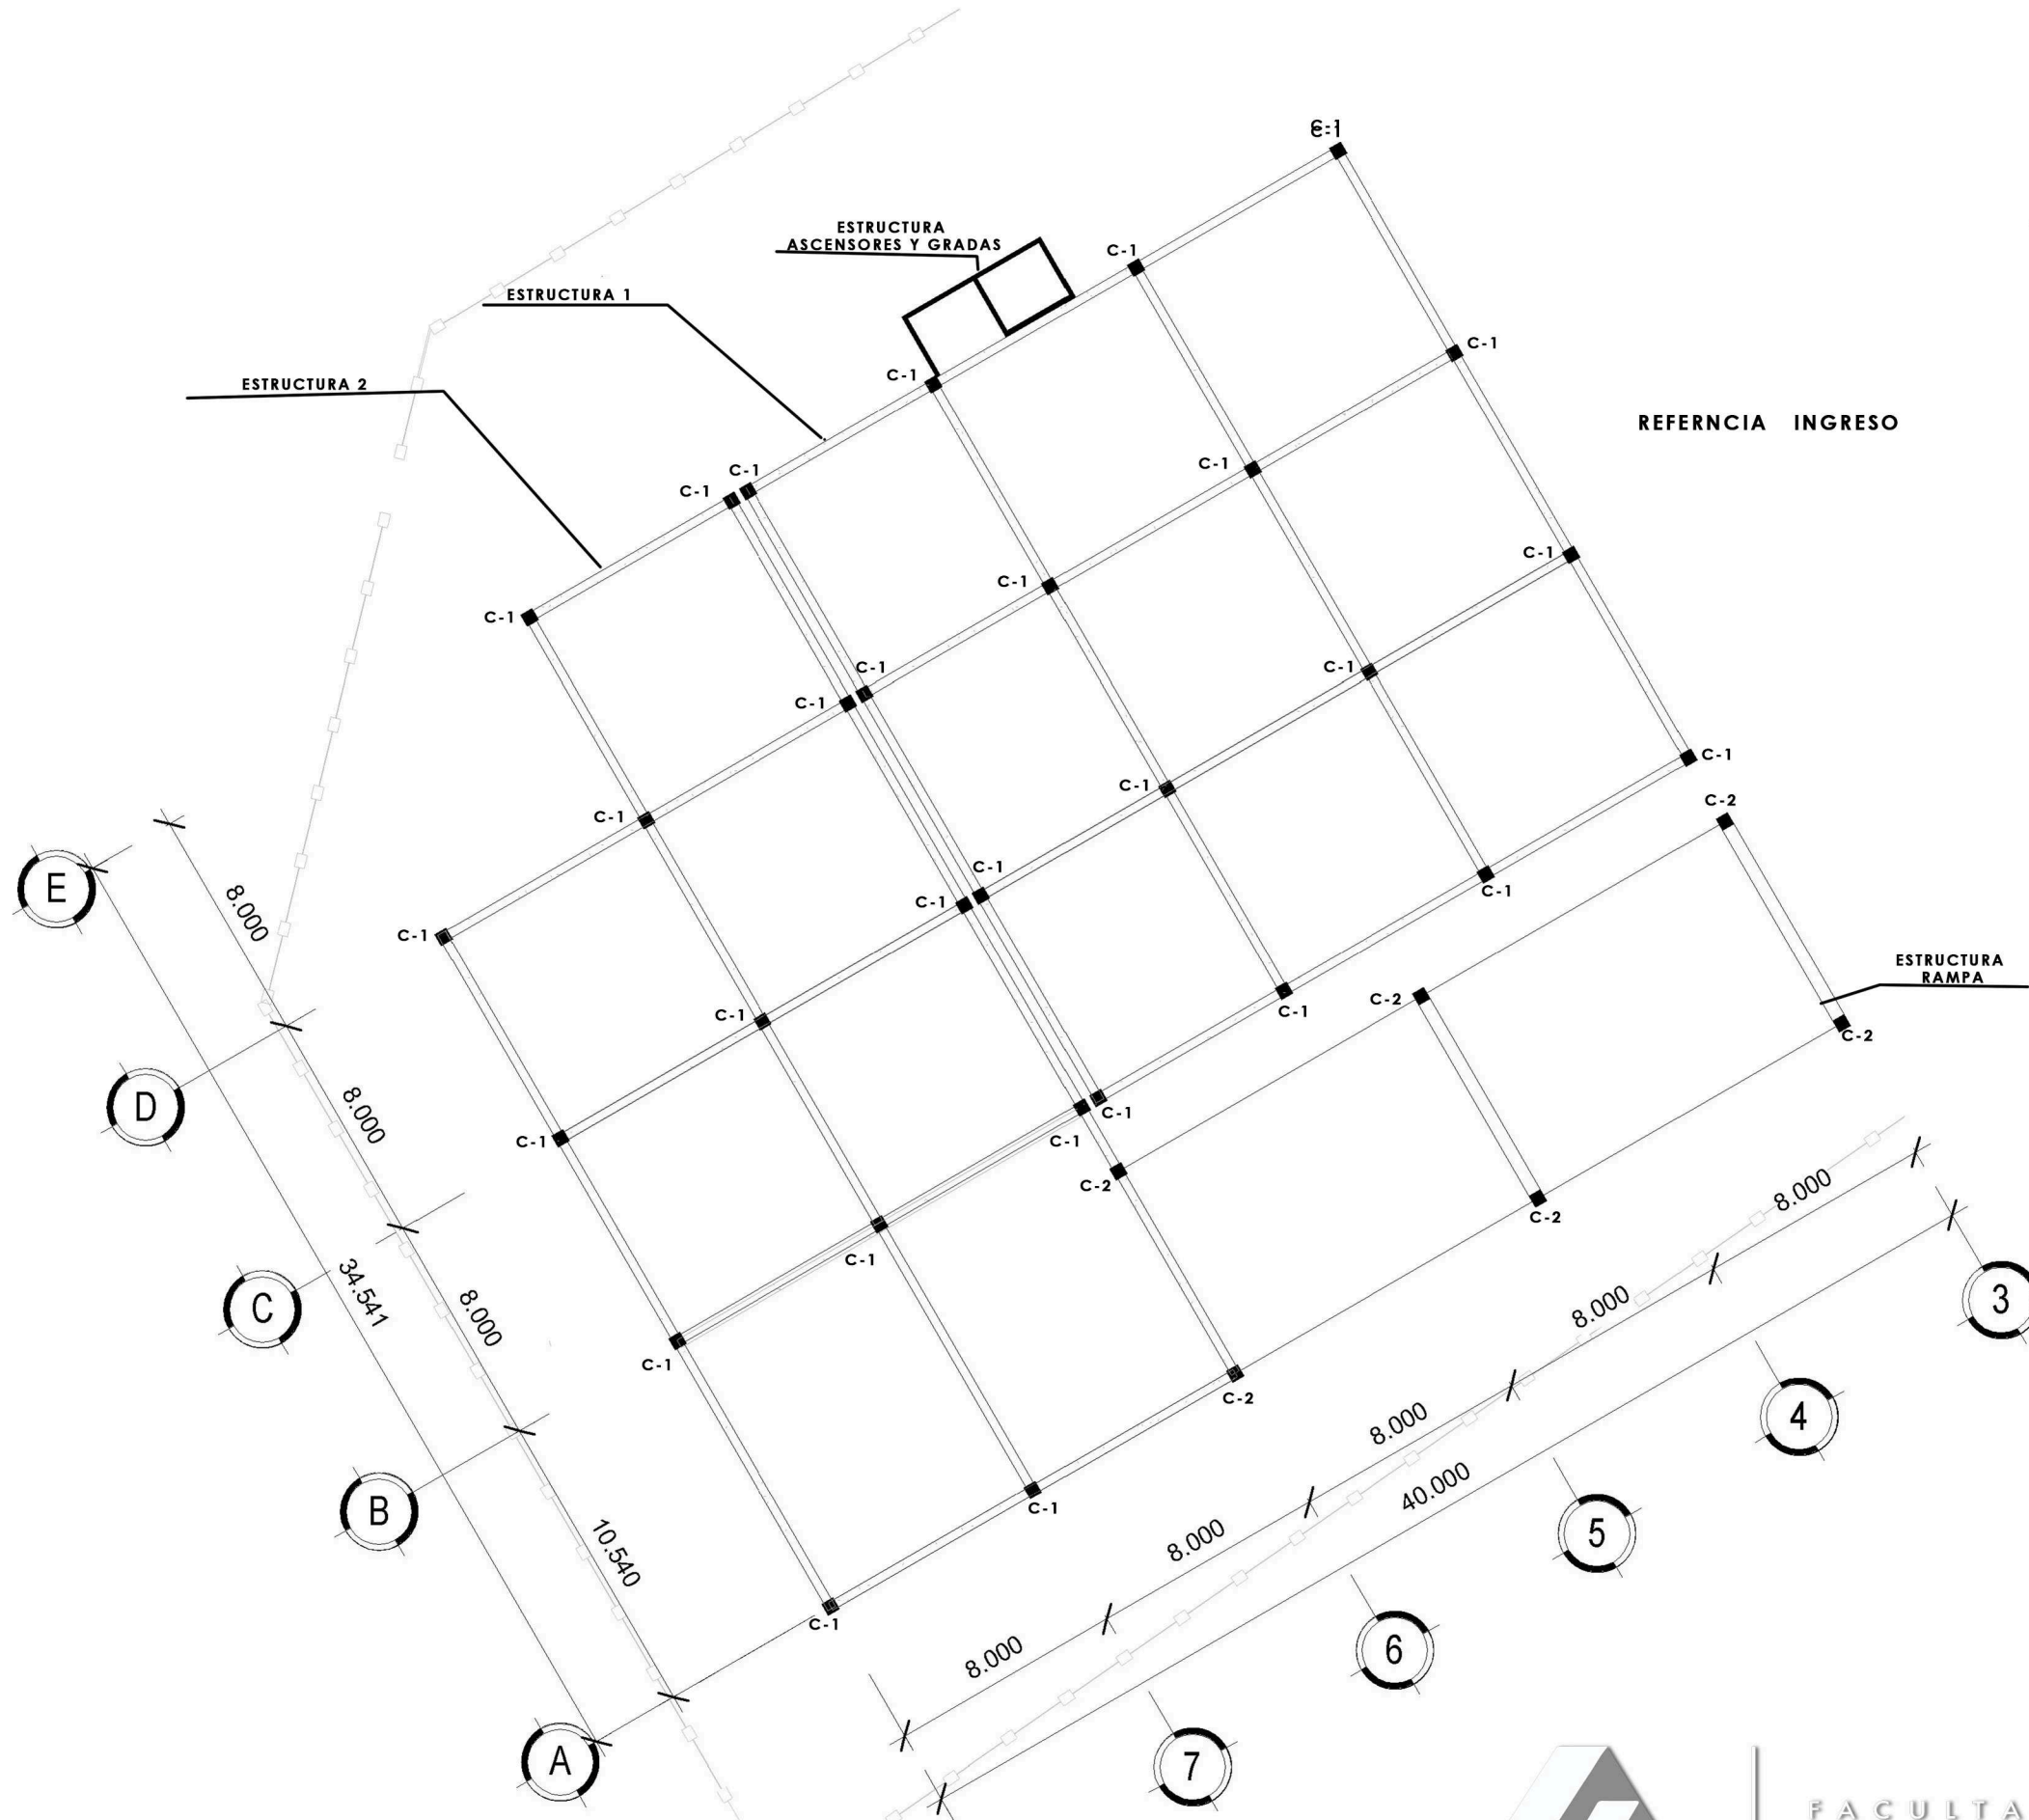 C-1
C-1
ESTRUCTURA
ASCENSORES Y GRADAS
C-1
ESTRUCTURA 1
C-1
C-1
ESTRUCTURA 2
REFERNCIA INGRESO
C-1
C-1
C-1
C-1
C-1
C-1
C-1
C-1
C-1
C-1
C-1
C-1
C-1
C-2
C-1
C-1
E
8.000
C-1
C-1
ESTRUCTURA
RAMPA
C-2
C-1
C-1
C-2
D
8.000
C-1
C-1
C-1
C-2
C-2
8.000
C-1
34.541
C
8.000
3
8.000
C-1
C-2
8.000
4
40.000
C-1
B
10.540
8.000
5
C-1
8.000
6
A
7
FACULTA